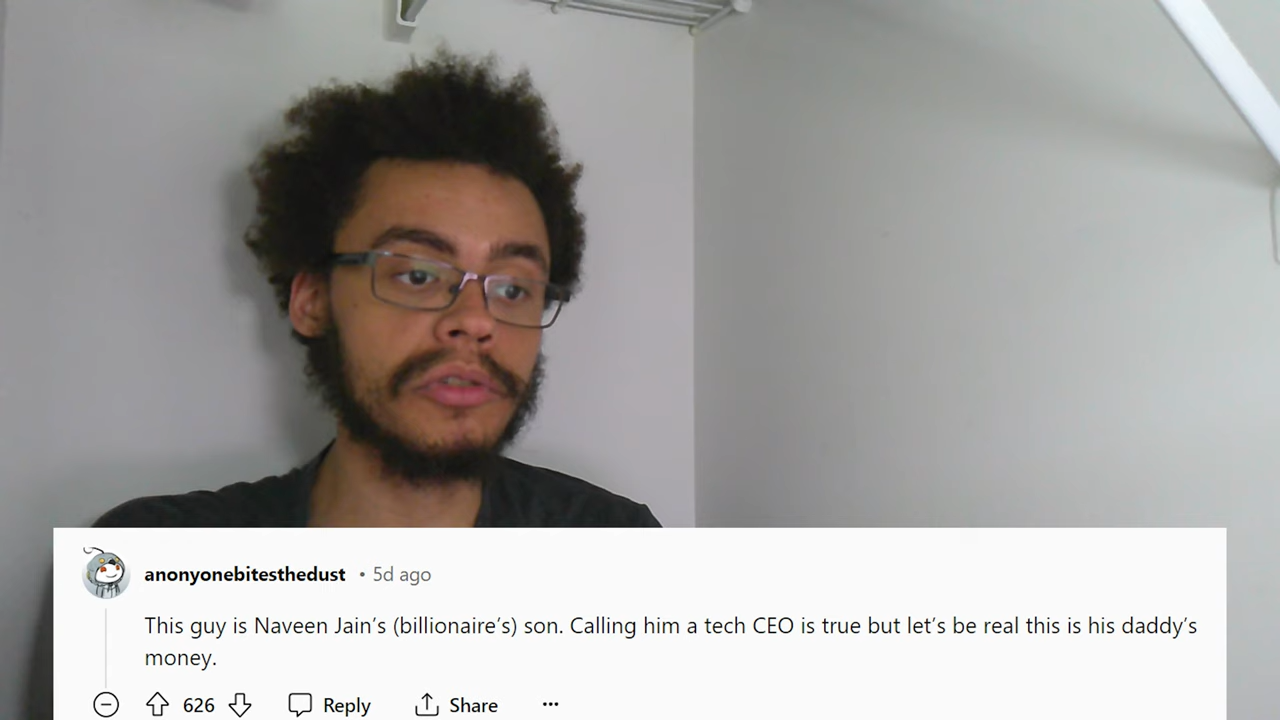 anonyonebitesthedust • 5d ago
This guy is Naveen Jain’s (billionaire’s) son. Calling him a tech CEO is true but let’s be real this is his daddy’s
money.
626 Reply Share ...